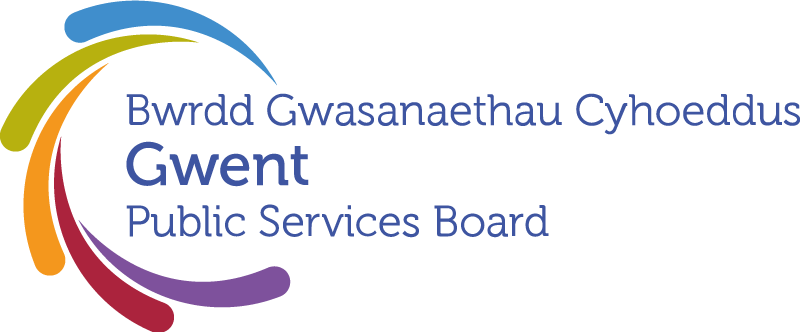 Bwrdd Gwasanaethau Cyhoeddus
Gwent
Public Services Board